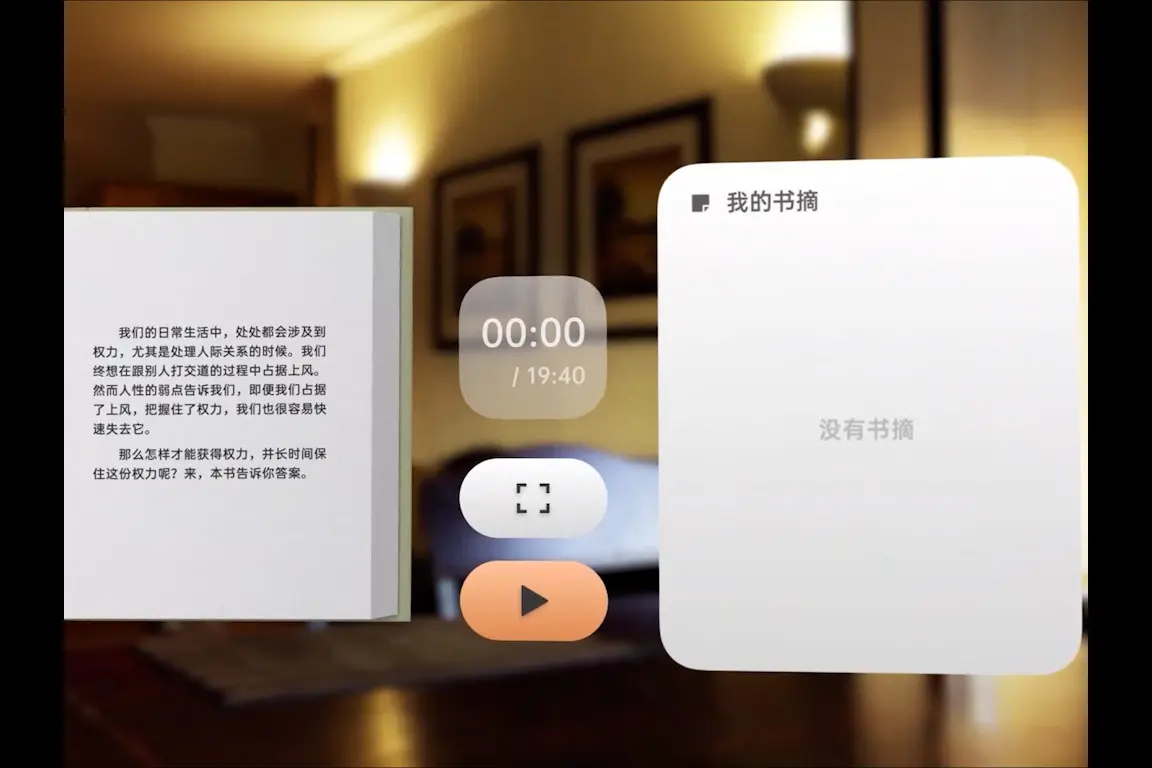 我们的日常生活中，处处都会涉及到
权力，尤其是处理人际关系的时候。我们
终想在跟别人打交道的过程中占据上风。
然而人性的弱点告诉我们，即便我们占据
了上风，把握住了权力，我们也很容易快
速失去它。
那么怎样才能获得权力，并长时间保
住这份权力呢？来，本书告诉你答案。
00:00
/ 19:40
我的书摘
没有书摘